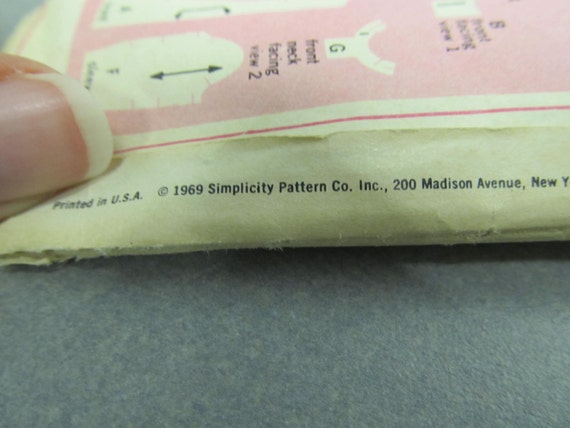 G
front
neck
facing
view 2
B
front
facing
view 1
F
Sleeve
Printed in U.S.A. © 1969 Simplicity Pattern Co. Inc., 200 Madison Avenue, New Y